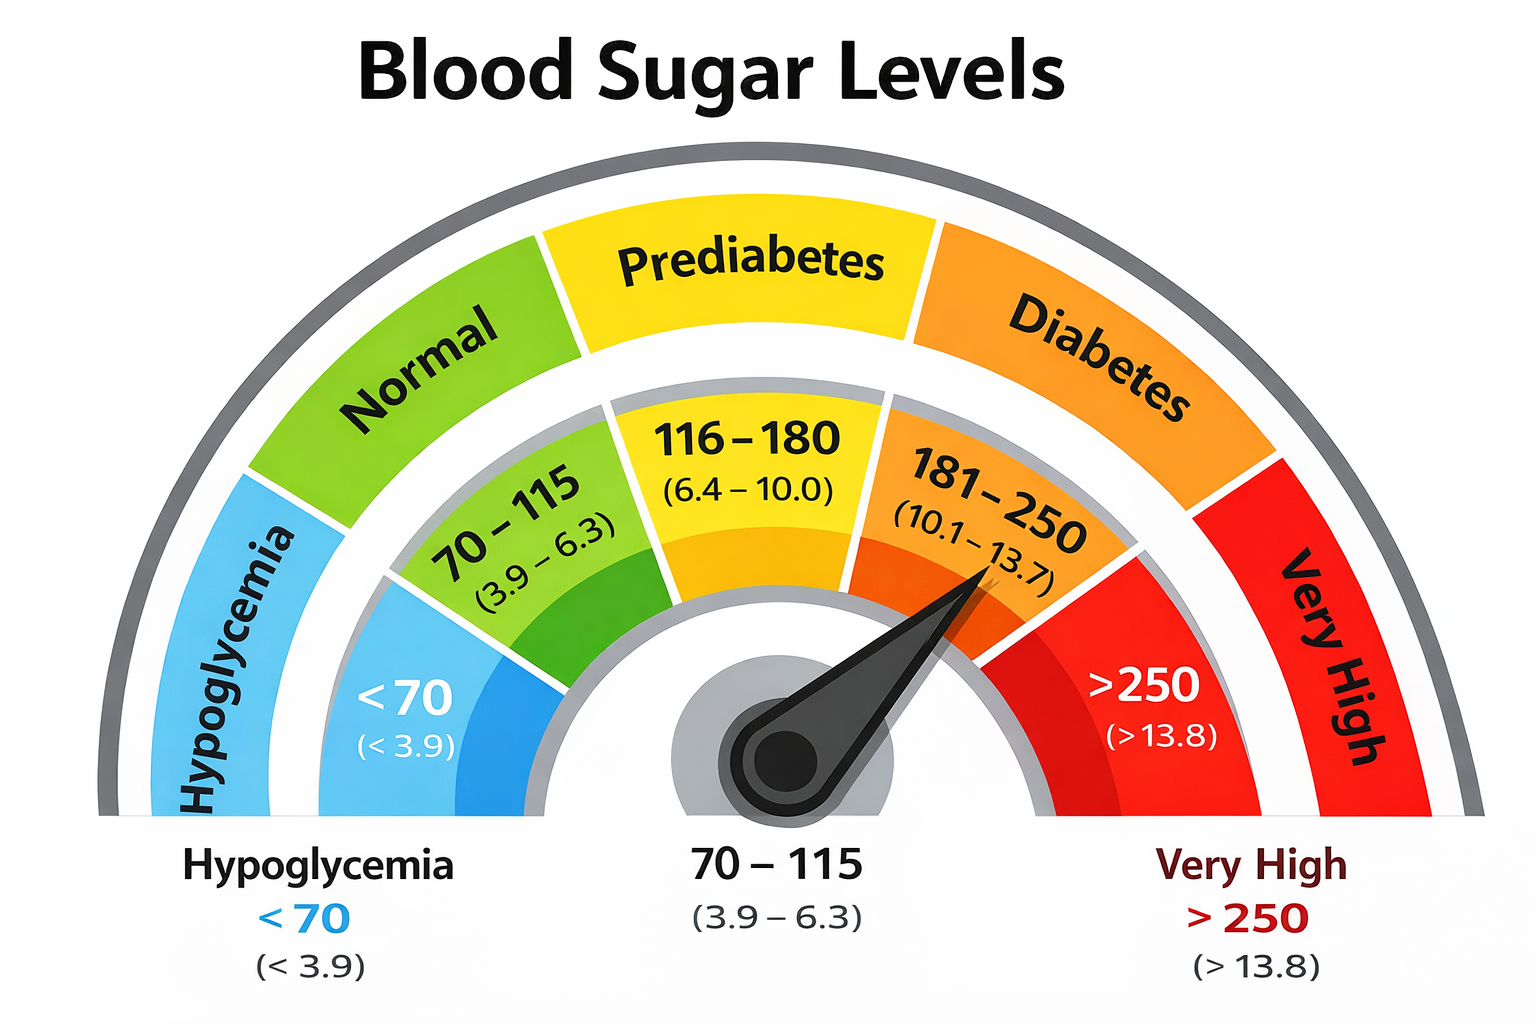 Blood Sugar Levels
Hypoglycemia
Normal
Prediabetes
Diabetes
Very High
<70
(< 3.9)
70 – 115
(3.9 – 6.3)
116 – 180
(6.4 – 10.0)
181 – 250
(10.1 – 13.7)
>250
(>13.8)
Hypoglycemia
< 70
(< 3.9)
70 – 115
(3.9 – 6.3)
Very High
> 250
(> 13.8)